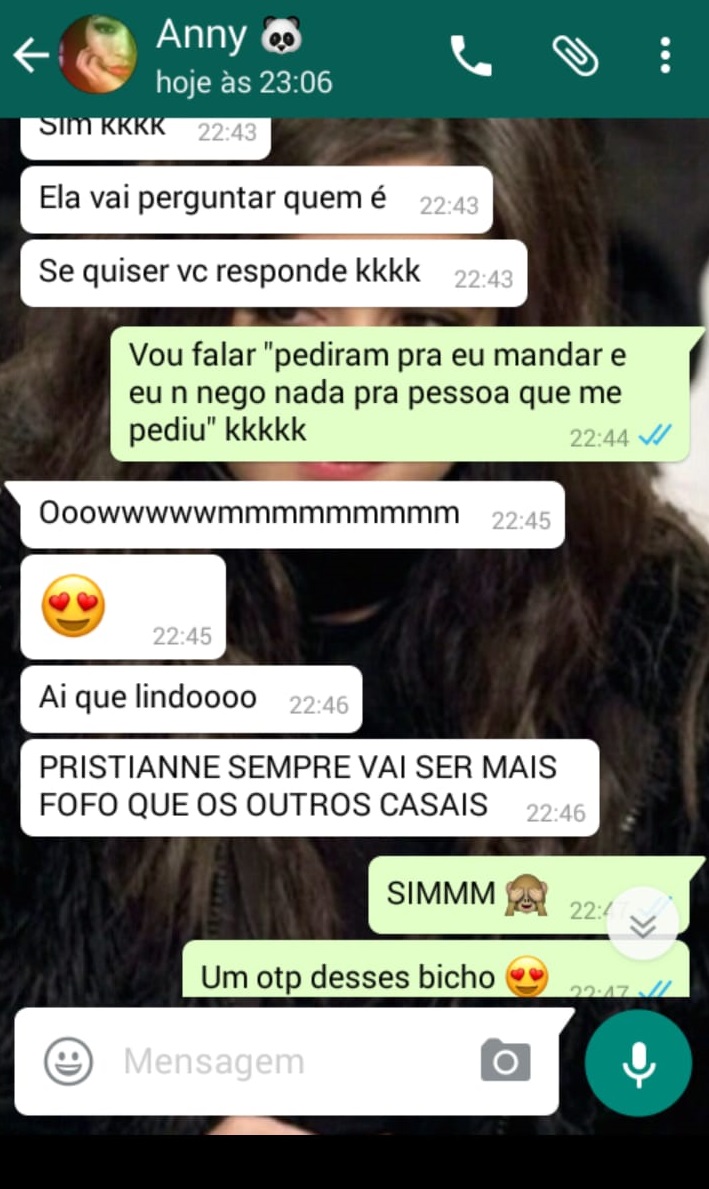 Anny 🐼
hoje às 23:06
Sim kkkk 22:43
Ela vai perguntar quem é 22:43
Se quiser vc responde kkkk 22:43
Vou falar "pediram pra eu mandar e
eu n nego nada pra pessoa que me
pediu" kkkkk 22:44
Ooowwwwwmmmmmmmmm 22:45
😍 22:45
Ai que lindoooo 22:46
PRISTIANNE SEMPRE VAI SER MAIS
FOFO QUE OS OUTROS CASAIS 22:46
SIMMM 🙈 22:47
Um otp desses bicho 😍 22:47
Mensagem